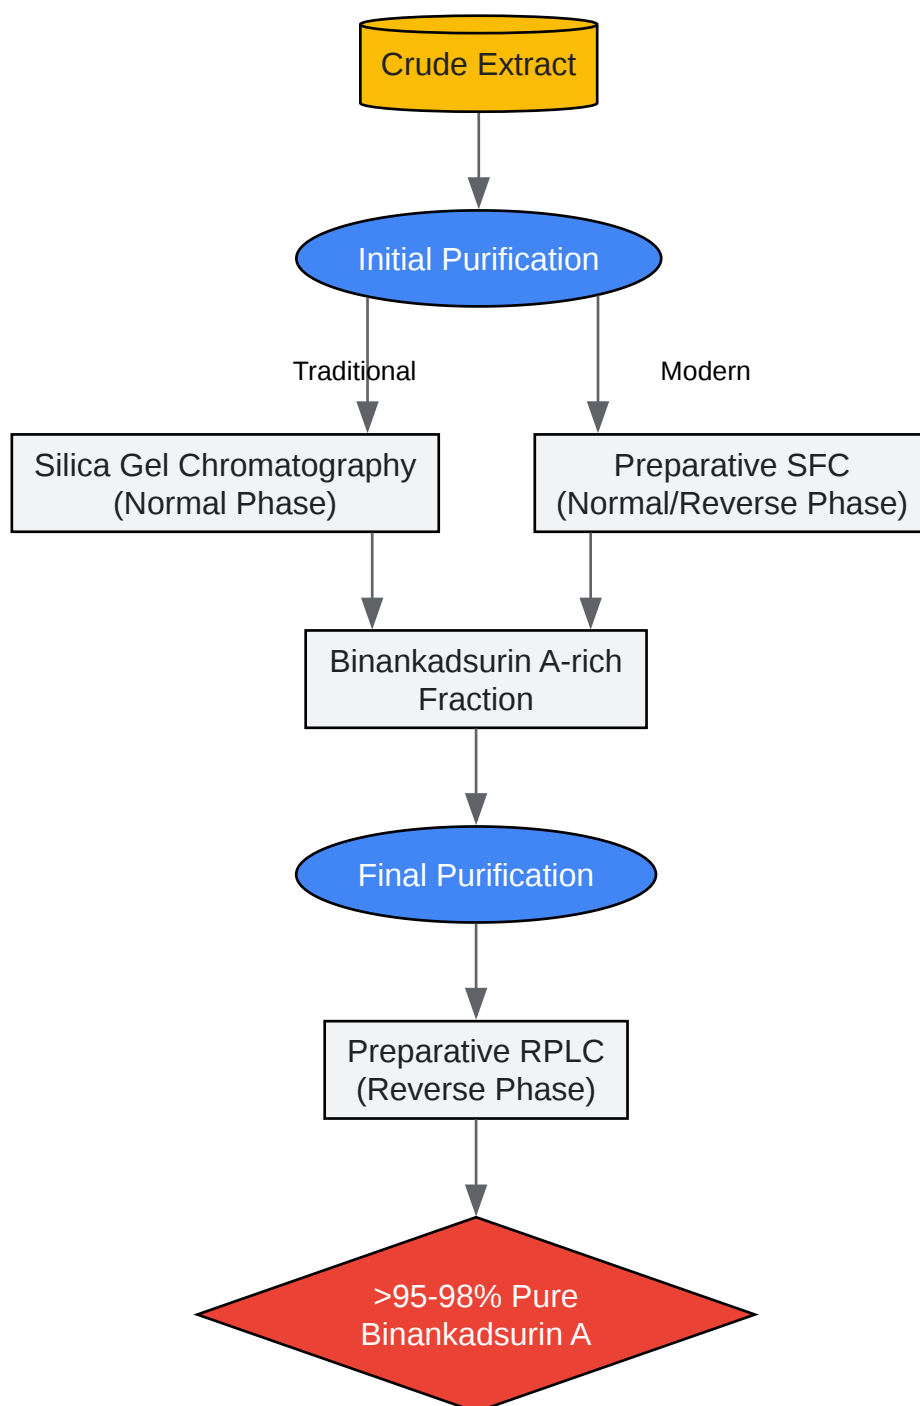 Crude Extract
Initial Purification
Traditional
Modern
Silica Gel Chromatography
(Normal Phase)
Preparative SFC
(Normal/Reverse Phase)
Binankadsurin A-rich
Fraction
Final Purification
Preparative RPLC
(Reverse Phase)
>95-98% Pure
Binankadsurin A